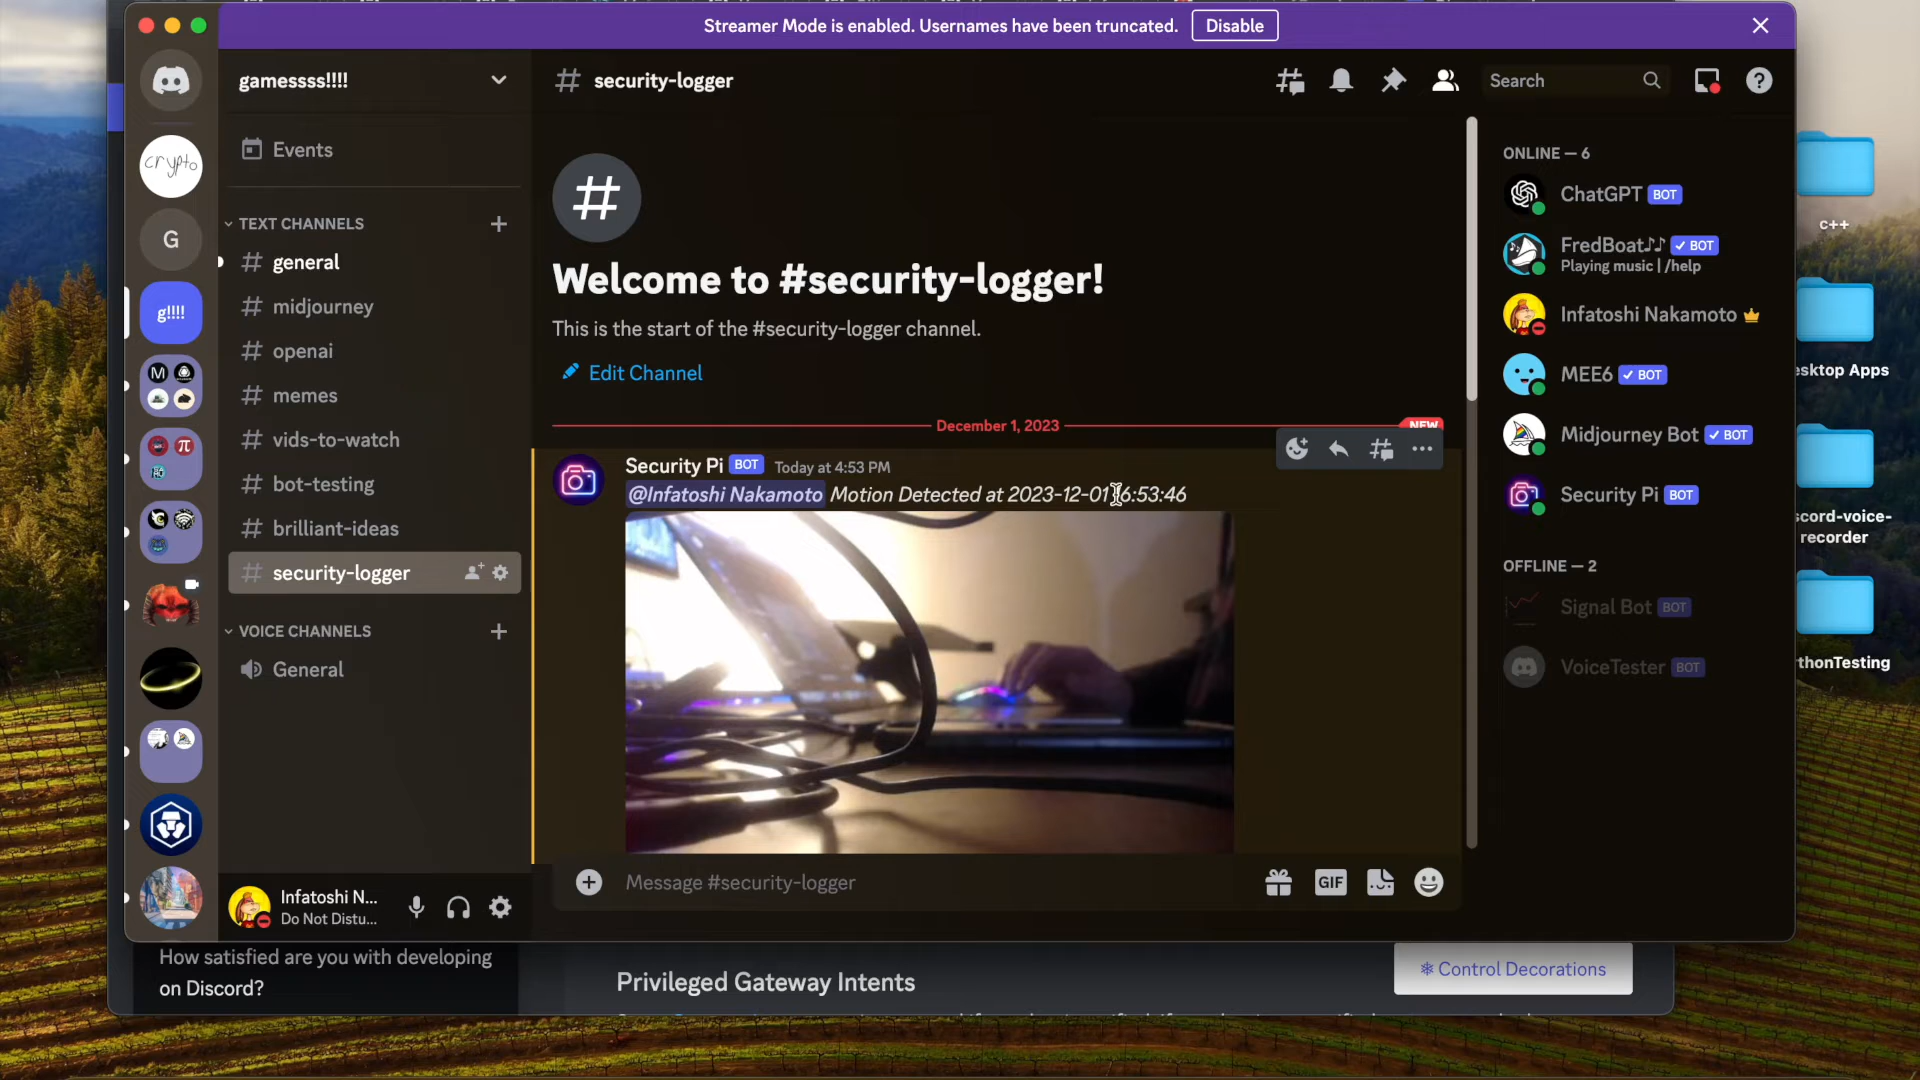 Streamer Mode is enabled. Usernames have been truncated. Disable
crypto
G
g!!!!
gamessss!!!!
Events
TEXT CHANNELS
general
midjourney
openai
memes
vids-to-watch
bot-testing
brilliant-ideas
security-logger
VOICE CHANNELS
General
Infatoshi N...
Do Not Distu...
security-logger
Search
Welcome to #security-logger!
This is the start of the #security-logger channel.
Edit Channel
December 1, 2023
NEW
Security Pi BOT Today at 4:53 PM
@Infatoshi Nakamoto Motion Detected at 2023-12-01 16:53:46
Message #security-logger
GIF
ONLINE — 6
ChatGPT BOT
FredBoat♪♪ ✓ BOT
Playing music | /help
Infatoshi Nakamoto
MEE6 ✓ BOT
Midjourney Bot ✓ BOT
Security Pi BOT
OFFLINE — 2
Signal Bot BOT
VoiceTester BOT
c++
esktop Apps
scord-voice-
recorder
thonTesting
How satisfied are you with developing
on Discord?
Privileged Gateway Intents
Control Decorations